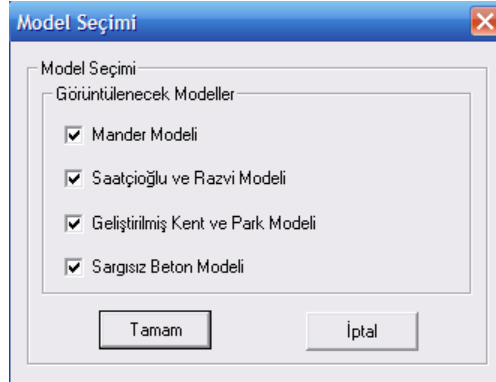 Model Seçimi
Model Seçimi
Görüntülenecek Modeller
Mander Modeli
Saatçioğlu ve Razvi Modeli
Geliştirilmiş Kent ve Park Modeli
Sargısız Beton Modeli
Tamam
İptal